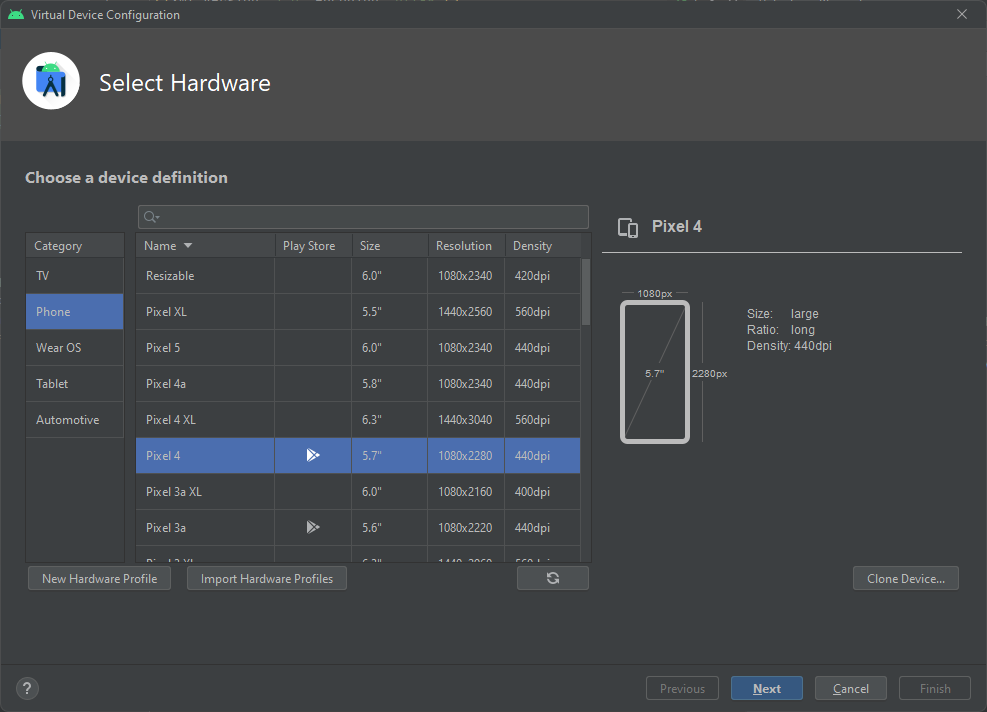 Virtual Device Configuration
Select Hardware
Choose a device definition
Category
TV
Phone
Wear OS
Tablet
Automotive
Name Play Store Size Resolution Density
Resizable 6.0" 1080x2340 420dpi
Pixel XL 5.5" 1440x2560 560dpi
Pixel 5 6.0" 1080x2340 440dpi
Pixel 4a 5.8" 1080x2340 440dpi
Pixel 4 XL 6.3" 1440x3040 560dpi
Pixel 4 5.7" 1080x2280 440dpi
Pixel 3a XL 6.0" 1080x2160 400dpi
Pixel 3a 5.6" 1080x2220 440dpi
Pixel 4
1080px
5.7"
2280px
Size: large
Ratio: long
Density: 440dpi
New Hardware Profile
Import Hardware Profiles
Clone Device...
?
Previous
Next
Cancel
Finish